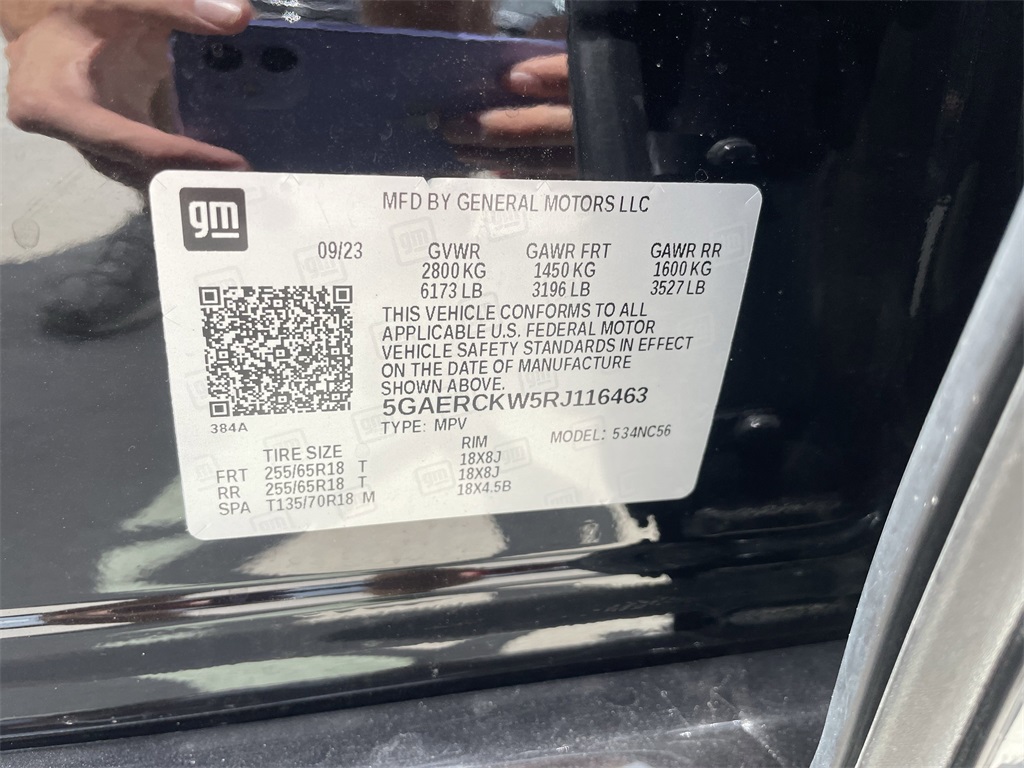 gm
MFD BY GENERAL MOTORS LLC
09/23 GVWR GAWR FRT GAWR RR
2800 KG 1450 KG 1600 KG
6173 LB 3196 LB 3527 LB
THIS VEHICLE CONFORMS TO ALL
APPLICABLE U.S. FEDERAL MOTOR
VEHICLE SAFETY STANDARDS IN EFFECT
ON THE DATE OF MANUFACTURE
SHOWN ABOVE.
5GAERCKW5RJ116463
384A
TYPE: MPV MODEL: 534NC56
TIRE SIZE RIM
FRT 255/65R18 T 18X8J
RR 255/65R18 T 18X8J
SPA T135/70R18 M 18X4.5B